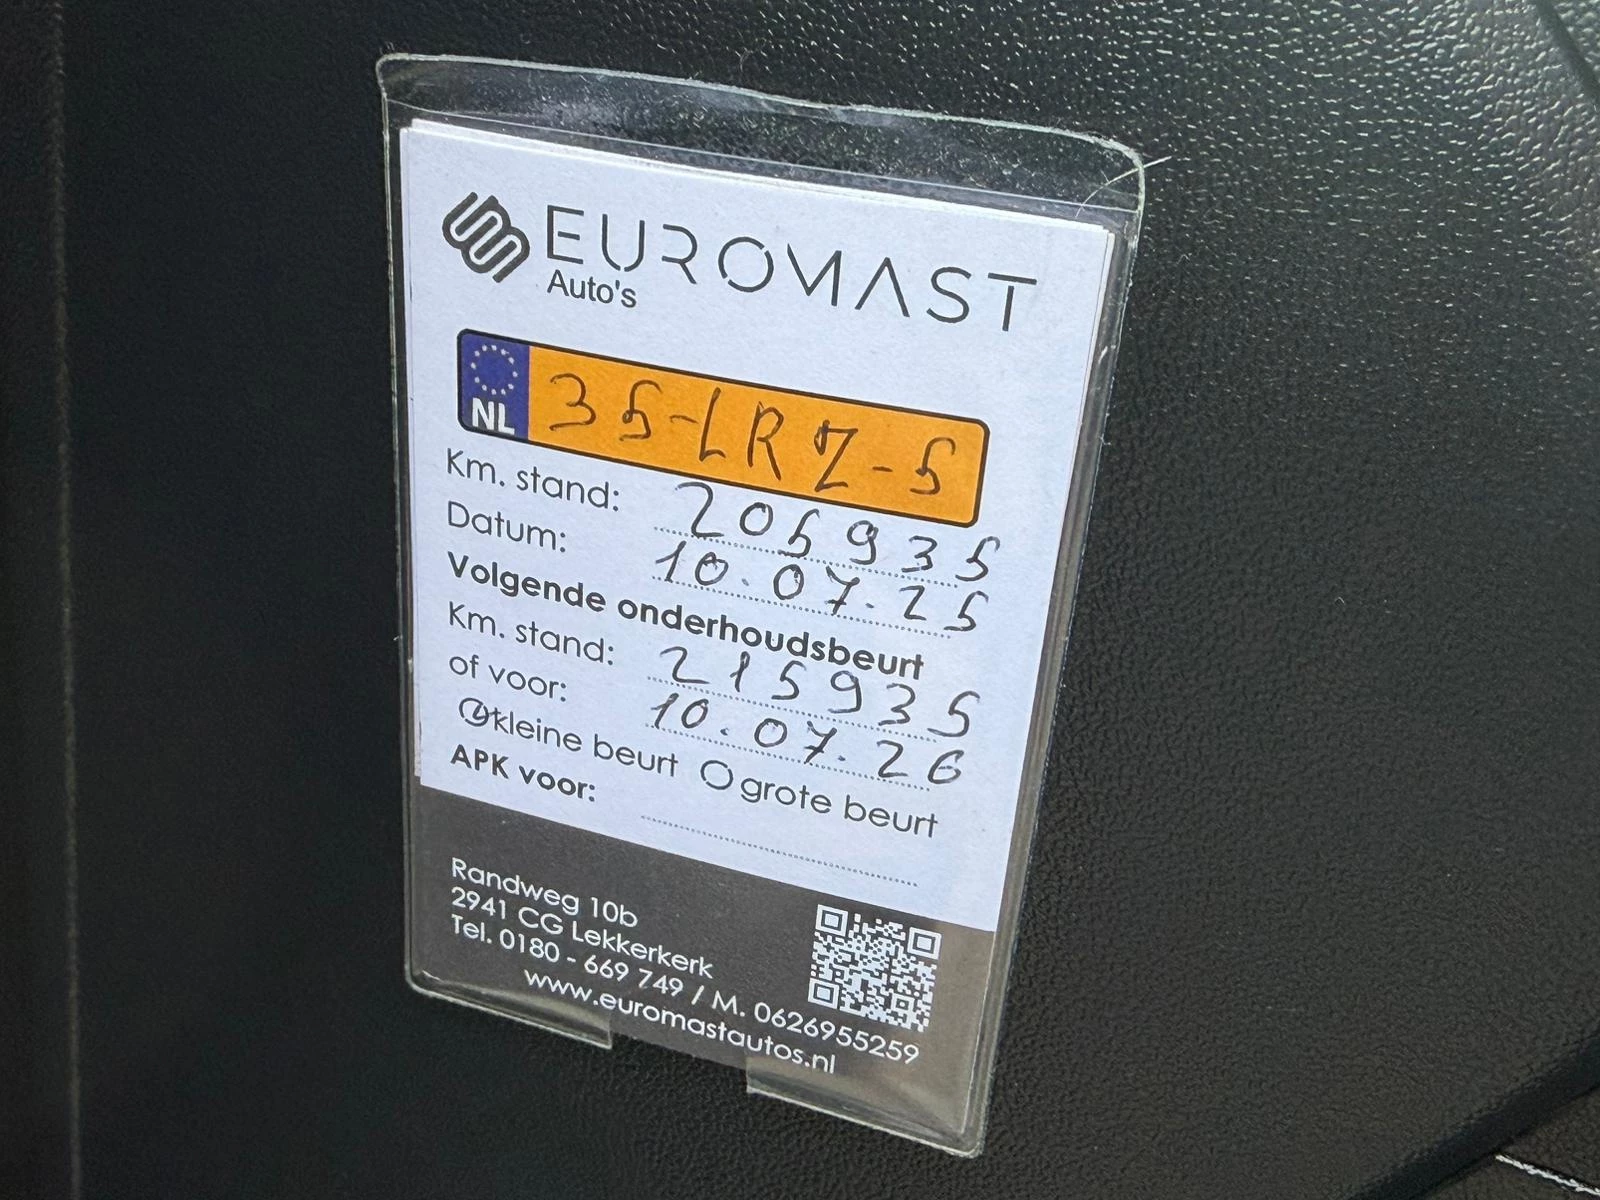 EUROMAST
Auto's
NL 35-LRZ-5
Km. stand: 205935
Datum: 10.07.25
Volgende onderhoudsbeurt
Km. stand: 215935
of voor: 10.07.26
kleine beurt grote beurt
APK voor:
Randweg 10b
2941 CG Lekkerkerk
Tel. 0180 - 669 749 / M. 0626955259
www.euromastautos.nl